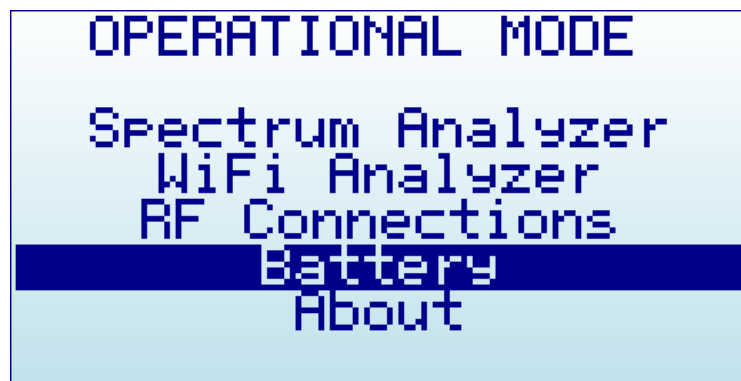 OPERATIONAL MODE
Spectrum Analyzer
WiFi Analyzer
RF Connections
Battery
About